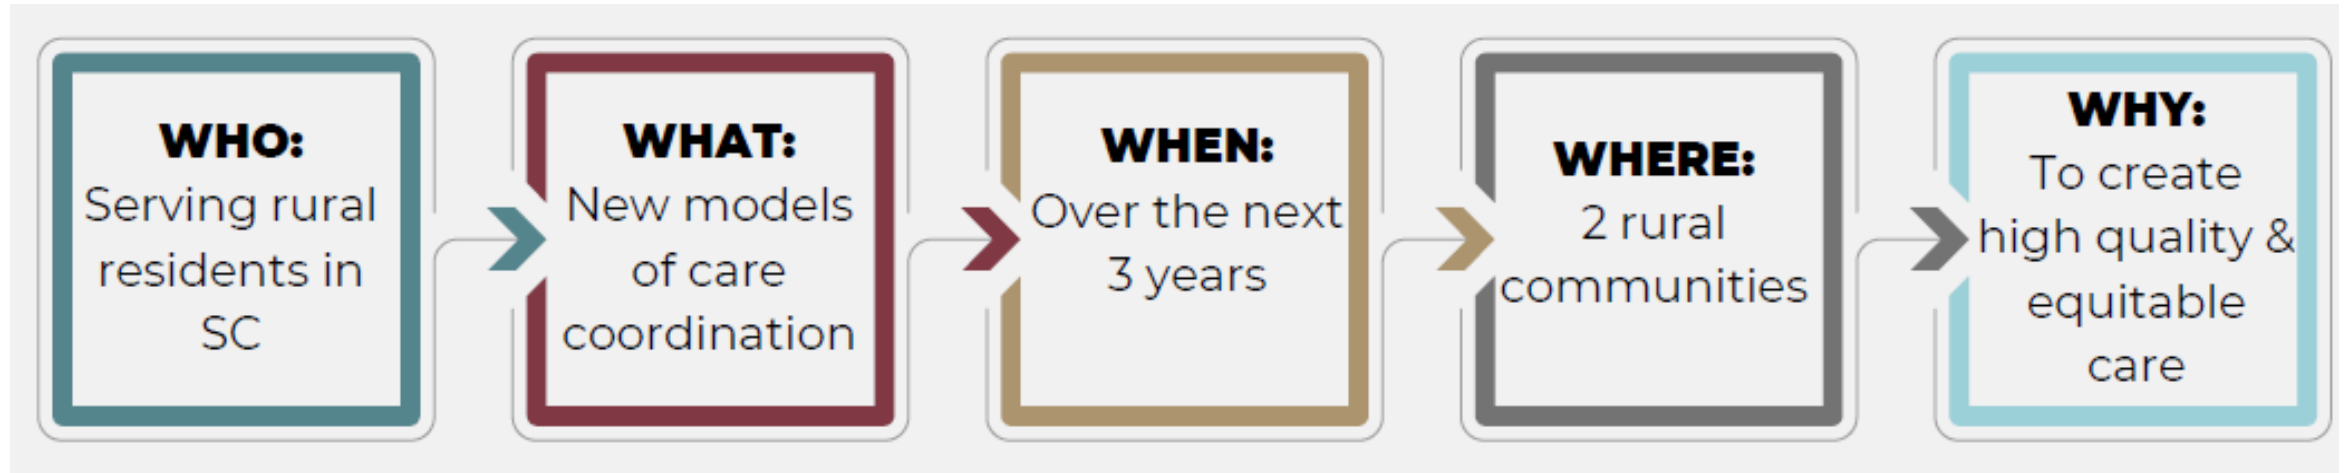 WHO:
Serving rural
residents in
SC
WHAT:
New models
of care
coordination
WHEN:
Over the next
3 years
WHERE:
2 rural
communities
WHY:
To create
high quality &
equitable
care